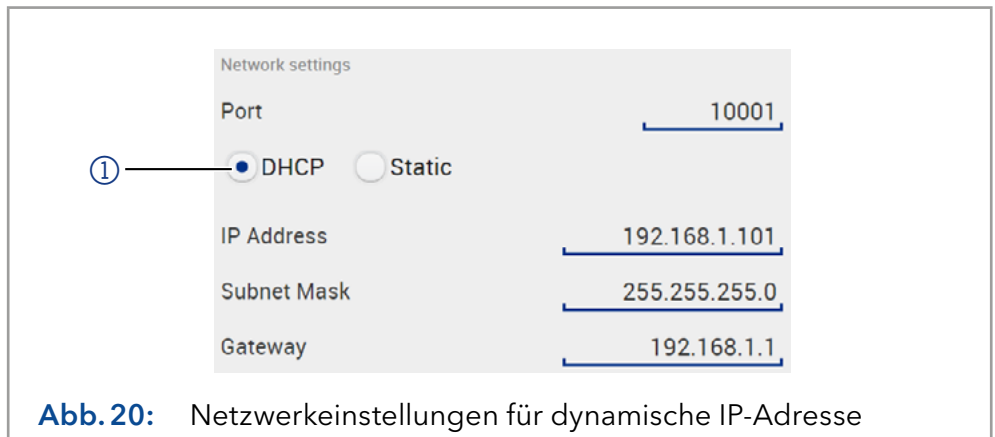 Network settings
Port 10001
① DHCP Static
IP Address 192.168.1.101
Subnet Mask 255.255.255.0
Gateway 192.168.1.1
Abb. 20: Netzwerkeinstellungen für dynamische IP-Adresse